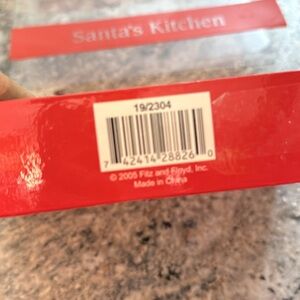 Santa's Kitchen
19/2304
7 42414 28826 0
© 2005 Fitz and Floyd, Inc.
Made in China